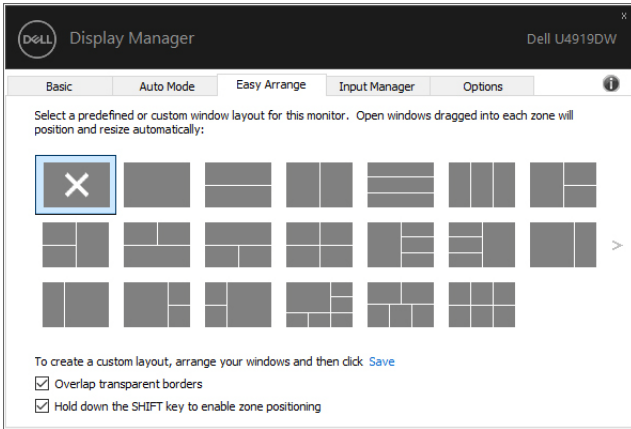 x
DELL Display Manager Dell U4919DW
Basic Auto Mode Easy Arrange Input Manager Options i
Select a predefined or custom window layout for this monitor. Open windows dragged into each zone will
position and resize automatically:
>
To create a custom layout, arrange your windows and then click Save
Overlap transparent borders
Hold down the SHIFT key to enable zone positioning